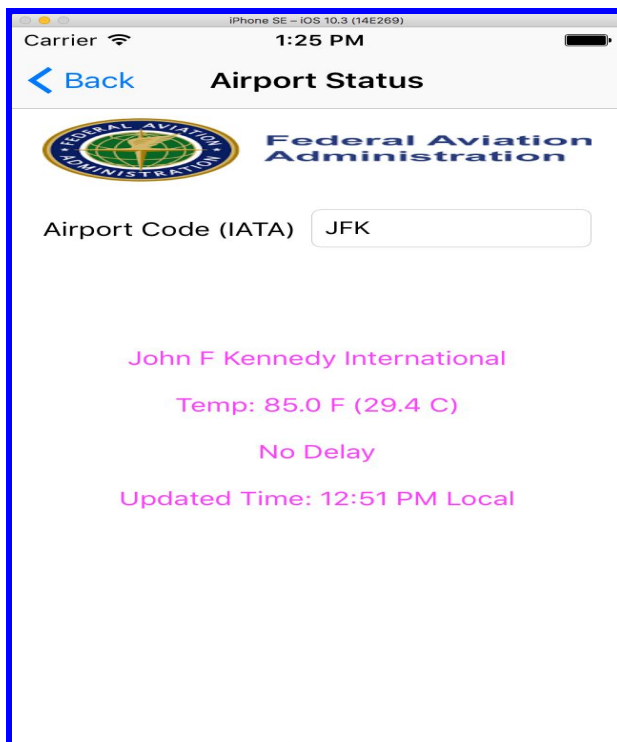 iPhone SE – iOS 10.3 (14E269)
Carrier 1:25 PM
Back Airport Status
FEDERAL AVIATION
ADMINISTRATION
Federal Aviation
Administration
Airport Code (IATA) JFK
John F Kennedy International
Temp: 85.0 F (29.4 C)
No Delay
Updated Time: 12:51 PM Local